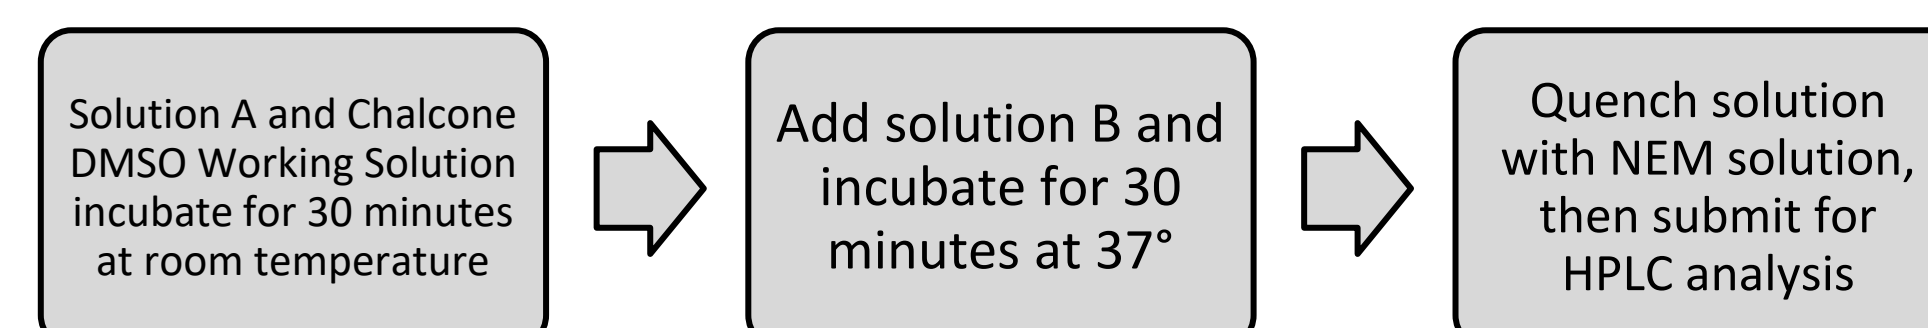 Solution A and Chalcone
DMSO Working Solution
incubate for 30 minutes
at room temperature
Add solution B and
incubate for 30
minutes at 37°
Quench solution
with NEM solution,
then submit for
HPLC analysis